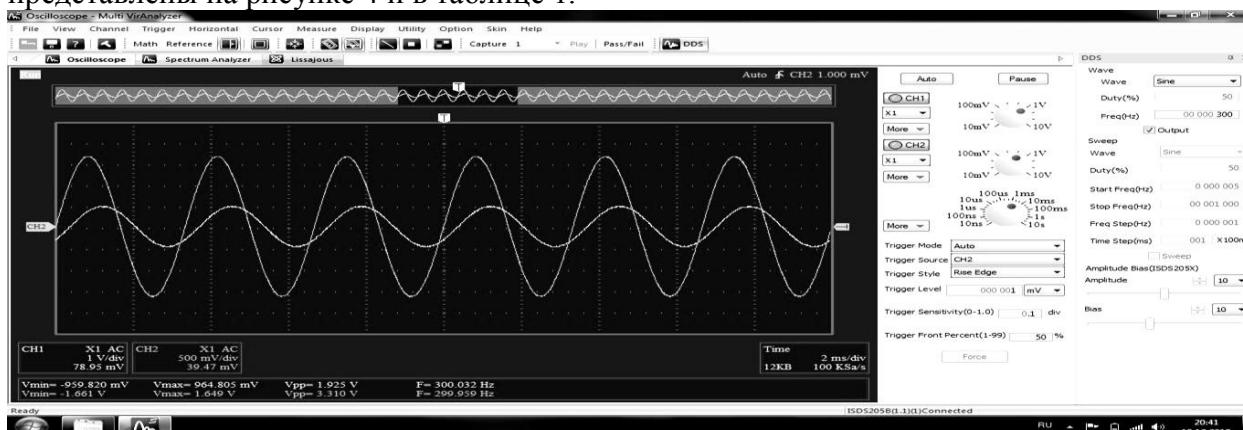 представлены на рисунке 4 и в таблице 1.
Oscilloscope - Multi VirAnalyzer
File View Channel Trigger Horizontal Cursor Measure Display Utility Option Skin Help
Math Reference Capture 1 Play Pass/Fail DDS
Oscilloscope Spectrum Analyzer Lissajous
Auto CH2 1.000 mV
T
T
CH2
CH1 X1 AC
1 V/div
78.95 mV
CH2 X1 AC
500 mV/div
39.47 mV
Time
2 ms/div
12KB 100 KSa/s
Vmin= -959.820 mV Vmax= 964.805 mV Vpp= 1.925 V F= 300.032 Hz
Vmin= -1.661 V Vmax= 1.649 V Vpp= 3.310 V F= 299.959 Hz
Auto Pause
CH1
X1
More
100mV 1V
10mV 10V
CH2
X1
More
100mV 1V
10mV 10V
100us 1ms
10us 10ms
1us 100ms
100ns 1s
More 10ns 10s
Trigger Mode Auto
Trigger Source CH2
Trigger Style Rise Edge
Trigger Level 000 001 mV
Trigger Sensitivity(0-1.0) 0.1 div
Trigger Front Percent(1-99) 50 %
Force
DDS
Wave
Wave Sine
Duty(%) 50
Freq(Hz) 00 000 300
Output
Sweep
Wave Sine
Duty(%) 50
Start Freq(Hz) 0 000 005
Stop Freq(Hz) 00 001 000
Freq Step(Hz) 0 000 001
Time Step(ms) 001 X100m
Sweep
Amplitude Bias(ISDS205X)
Amplitude 10
Bias 10
Ready ISDS205B(1.1)(1)Connected
RU 20:41